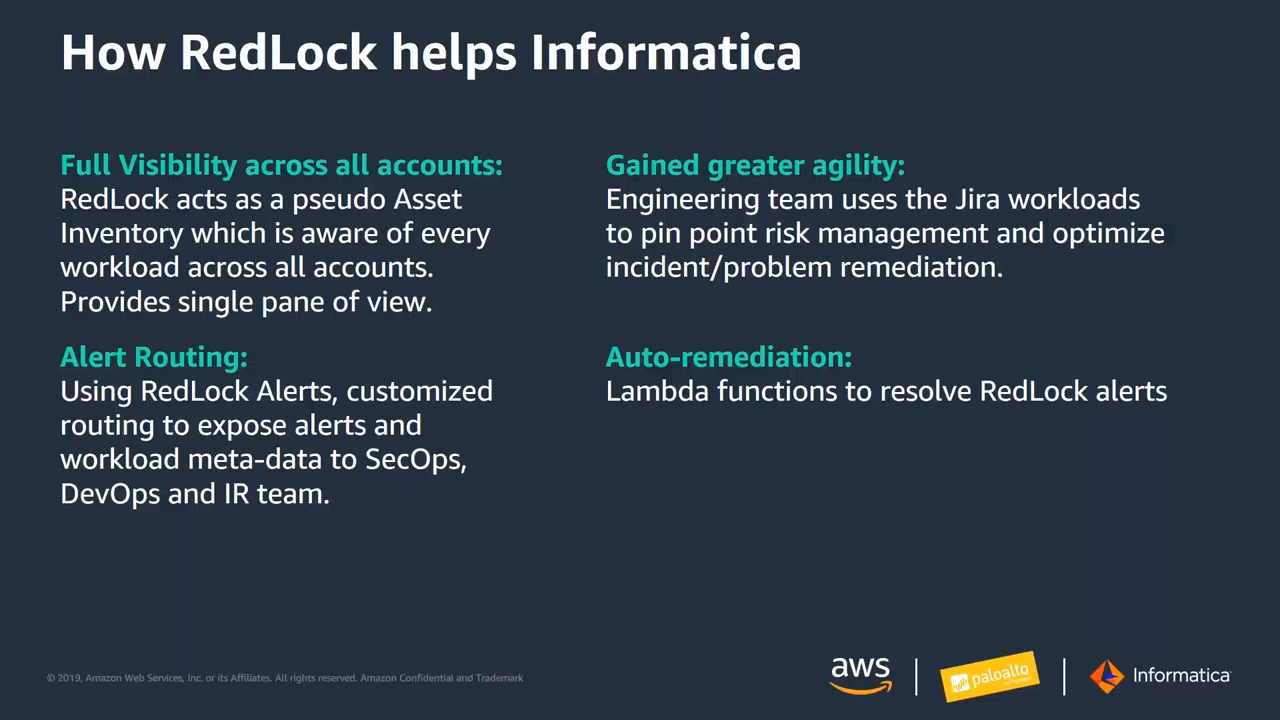 How RedLock helps Informatica
Full Visibility across all accounts:
RedLock acts as a pseudo Asset
Inventory which is aware of every
workload across all accounts.
Provides single pane of view.
Alert Routing:
Using RedLock Alerts, customized
routing to expose alerts and
workload meta-data to SecOps,
DevOps and IR team.
Gained greater agility:
Engineering team uses the Jira workloads
to pin point risk management and optimize
incident/problem remediation.
Auto-remediation:
Lambda functions to resolve RedLock alerts
© 2019, Amazon Web Services, Inc. or its Affiliates. All rights reserved. Amazon Confidential and Trademark
aws
paloalto
Informatica